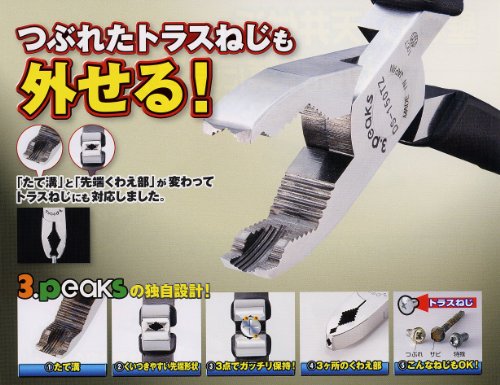 つぶれたトラスねじも
外せる!
3.peaks
DS-150TZ
「たて溝」と「先端くわえ部」が変わって
トラスねじにも対応しました。
3.peaksの独自設計!
①たて溝
②くいつきやすい先端形状
③3点でガッチリ保持!
④3ヶ所のくわえ部
トラスねじ
つぶれ サビ 特殊
⑤こんなねじもOK!